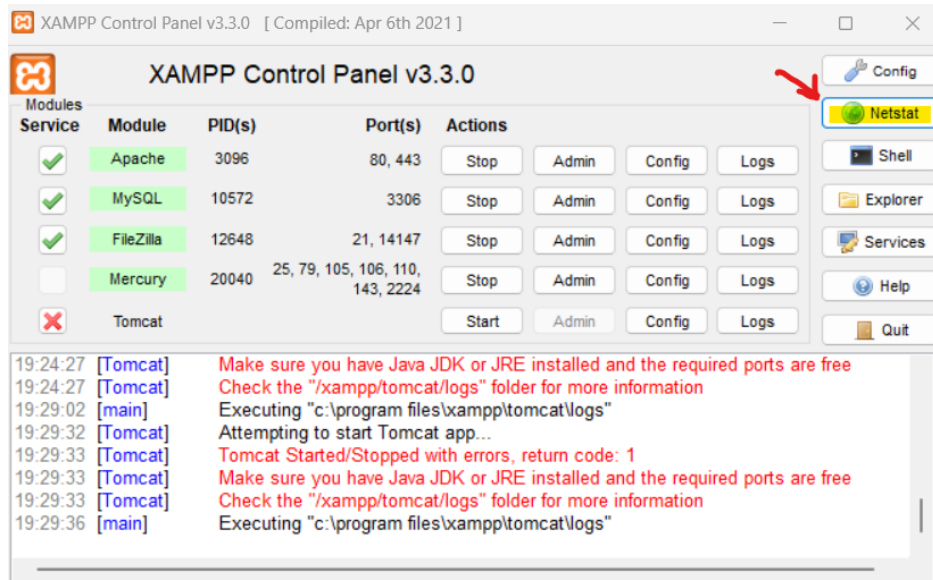 XAMPP Control Panel v3.3.0 [ Compiled: Apr 6th 2021 ]
XAMPP Control Panel v3.3.0
Config
Modules
Service Module PID(s) Port(s) Actions
Netstat
Apache 3096 80, 443 Stop Admin Config Logs
Shell
MySQL 10572 3306 Stop Admin Config Logs
Explorer
FileZilla 12648 21, 14147 Stop Admin Config Logs
Services
Mercury 20040 25, 79, 105, 106, 110,
143, 2224 Stop Admin Config Logs
Help
Tomcat Start Admin Config Logs
Quit
19:24:27 [Tomcat] Make sure you have Java JDK or JRE installed and the required ports are free
19:24:27 [Tomcat] Check the "/xampp/tomcat/logs" folder for more information
19:29:02 [main] Executing "c:\program files\xampp\tomcat\logs"
19:29:32 [Tomcat] Attempting to start Tomcat app...
19:29:33 [Tomcat] Tomcat Started/Stopped with errors, return code: 1
19:29:33 [Tomcat] Make sure you have Java JDK or JRE installed and the required ports are free
19:29:33 [Tomcat] Check the "/xampp/tomcat/logs" folder for more information
19:29:36 [main] Executing "c:\program files\xampp\tomcat\logs"